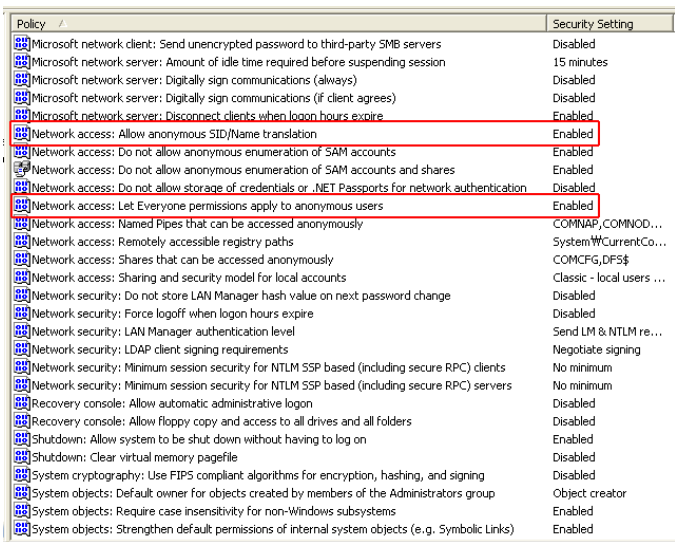 Policy Security Setting
Microsoft network client: Send unencrypted password to third-party SMB servers Disabled
Microsoft network server: Amount of idle time required before suspending session 15 minutes
Microsoft network server: Digitally sign communications (always) Disabled
Microsoft network server: Digitally sign communications (if client agrees) Disabled
Microsoft network server: Disconnect clients when logon hours expire Enabled
Network access: Allow anonymous SID/Name translation Enabled
Network access: Do not allow anonymous enumeration of SAM accounts Enabled
Network access: Do not allow anonymous enumeration of SAM accounts and shares Enabled
Network access: Do not allow storage of credentials or .NET Passports for network authentication Disabled
Network access: Let Everyone permissions apply to anonymous users Enabled
Network access: Named Pipes that can be accessed anonymously COMNAP,COMNOD...
Network access: Remotely accessible registry paths System₩CurrentCo...
Network access: Shares that can be accessed anonymously COMCFG,DFS$
Network access: Sharing and security model for local accounts Classic - local users ...
Network security: Do not store LAN Manager hash value on next password change Disabled
Network security: Force logoff when logon hours expire Disabled
Network security: LAN Manager authentication level Send LM & NTLM re...
Network security: LDAP client signing requirements Negotiate signing
Network security: Minimum session security for NTLM SSP based (including secure RPC) clients No minimum
Network security: Minimum session security for NTLM SSP based (including secure RPC) servers No minimum
Recovery console: Allow automatic administrative logon Disabled
Recovery console: Allow floppy copy and access to all drives and all folders Disabled
Shutdown: Allow system to be shut down without having to log on Enabled
Shutdown: Clear virtual memory pagefile Disabled
System cryptography: Use FIPS compliant algorithms for encryption, hashing, and signing Disabled
System objects: Default owner for objects created by members of the Administrators group Object creator
System objects: Require case insensitivity for non-Windows subsystems Enabled
System objects: Strengthen default permissions of internal system objects (e.g. Symbolic Links) Enabled